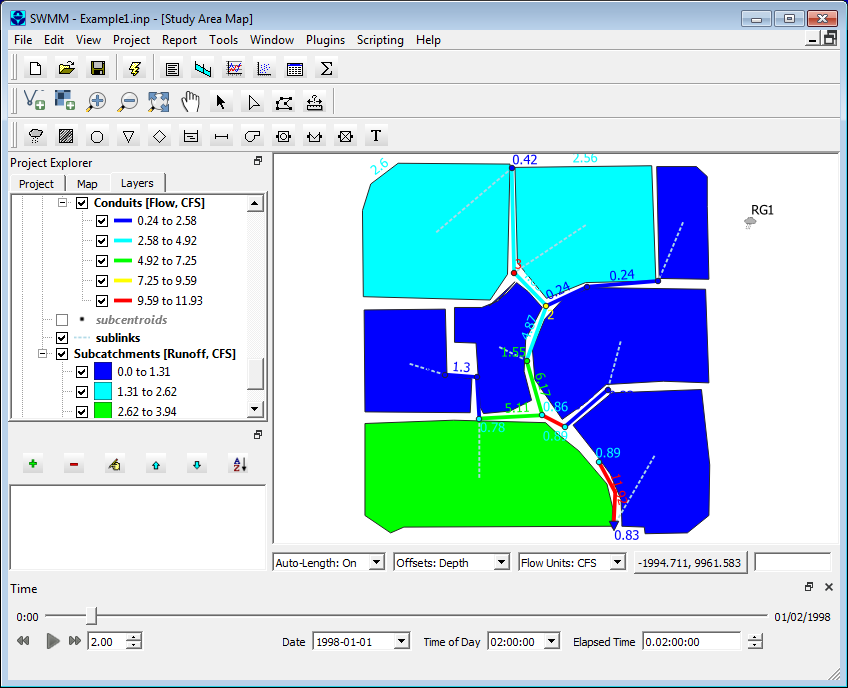 SWMM - Example1.inp - [Study Area Map]
File Edit View Project Report Tools Window Plugins Scripting Help
T
Project Explorer
Project Map Layers
Conduits [Flow, CFS]
0.24 to 2.58
2.58 to 4.92
4.92 to 7.25
7.25 to 9.59
9.59 to 11.93
subcentroids
sublinks
Subcatchments [Runoff, CFS]
0.0 to 1.31
1.31 to 2.62
2.62 to 3.94
2.6
0.42
2.56
RG1
3
0.24
0.24
2
4.87
1.55
1.3
6.17
5.11
0.86
0.78
0.89
0.89
0.83
Auto-Length: On
Offsets: Depth
Flow Units: CFS
-1994.711, 9961.583
Time
0:00
01/02/1998
2.00
Date 1998-01-01
Time of Day 02:00:00
Elapsed Time 0.02:00:00